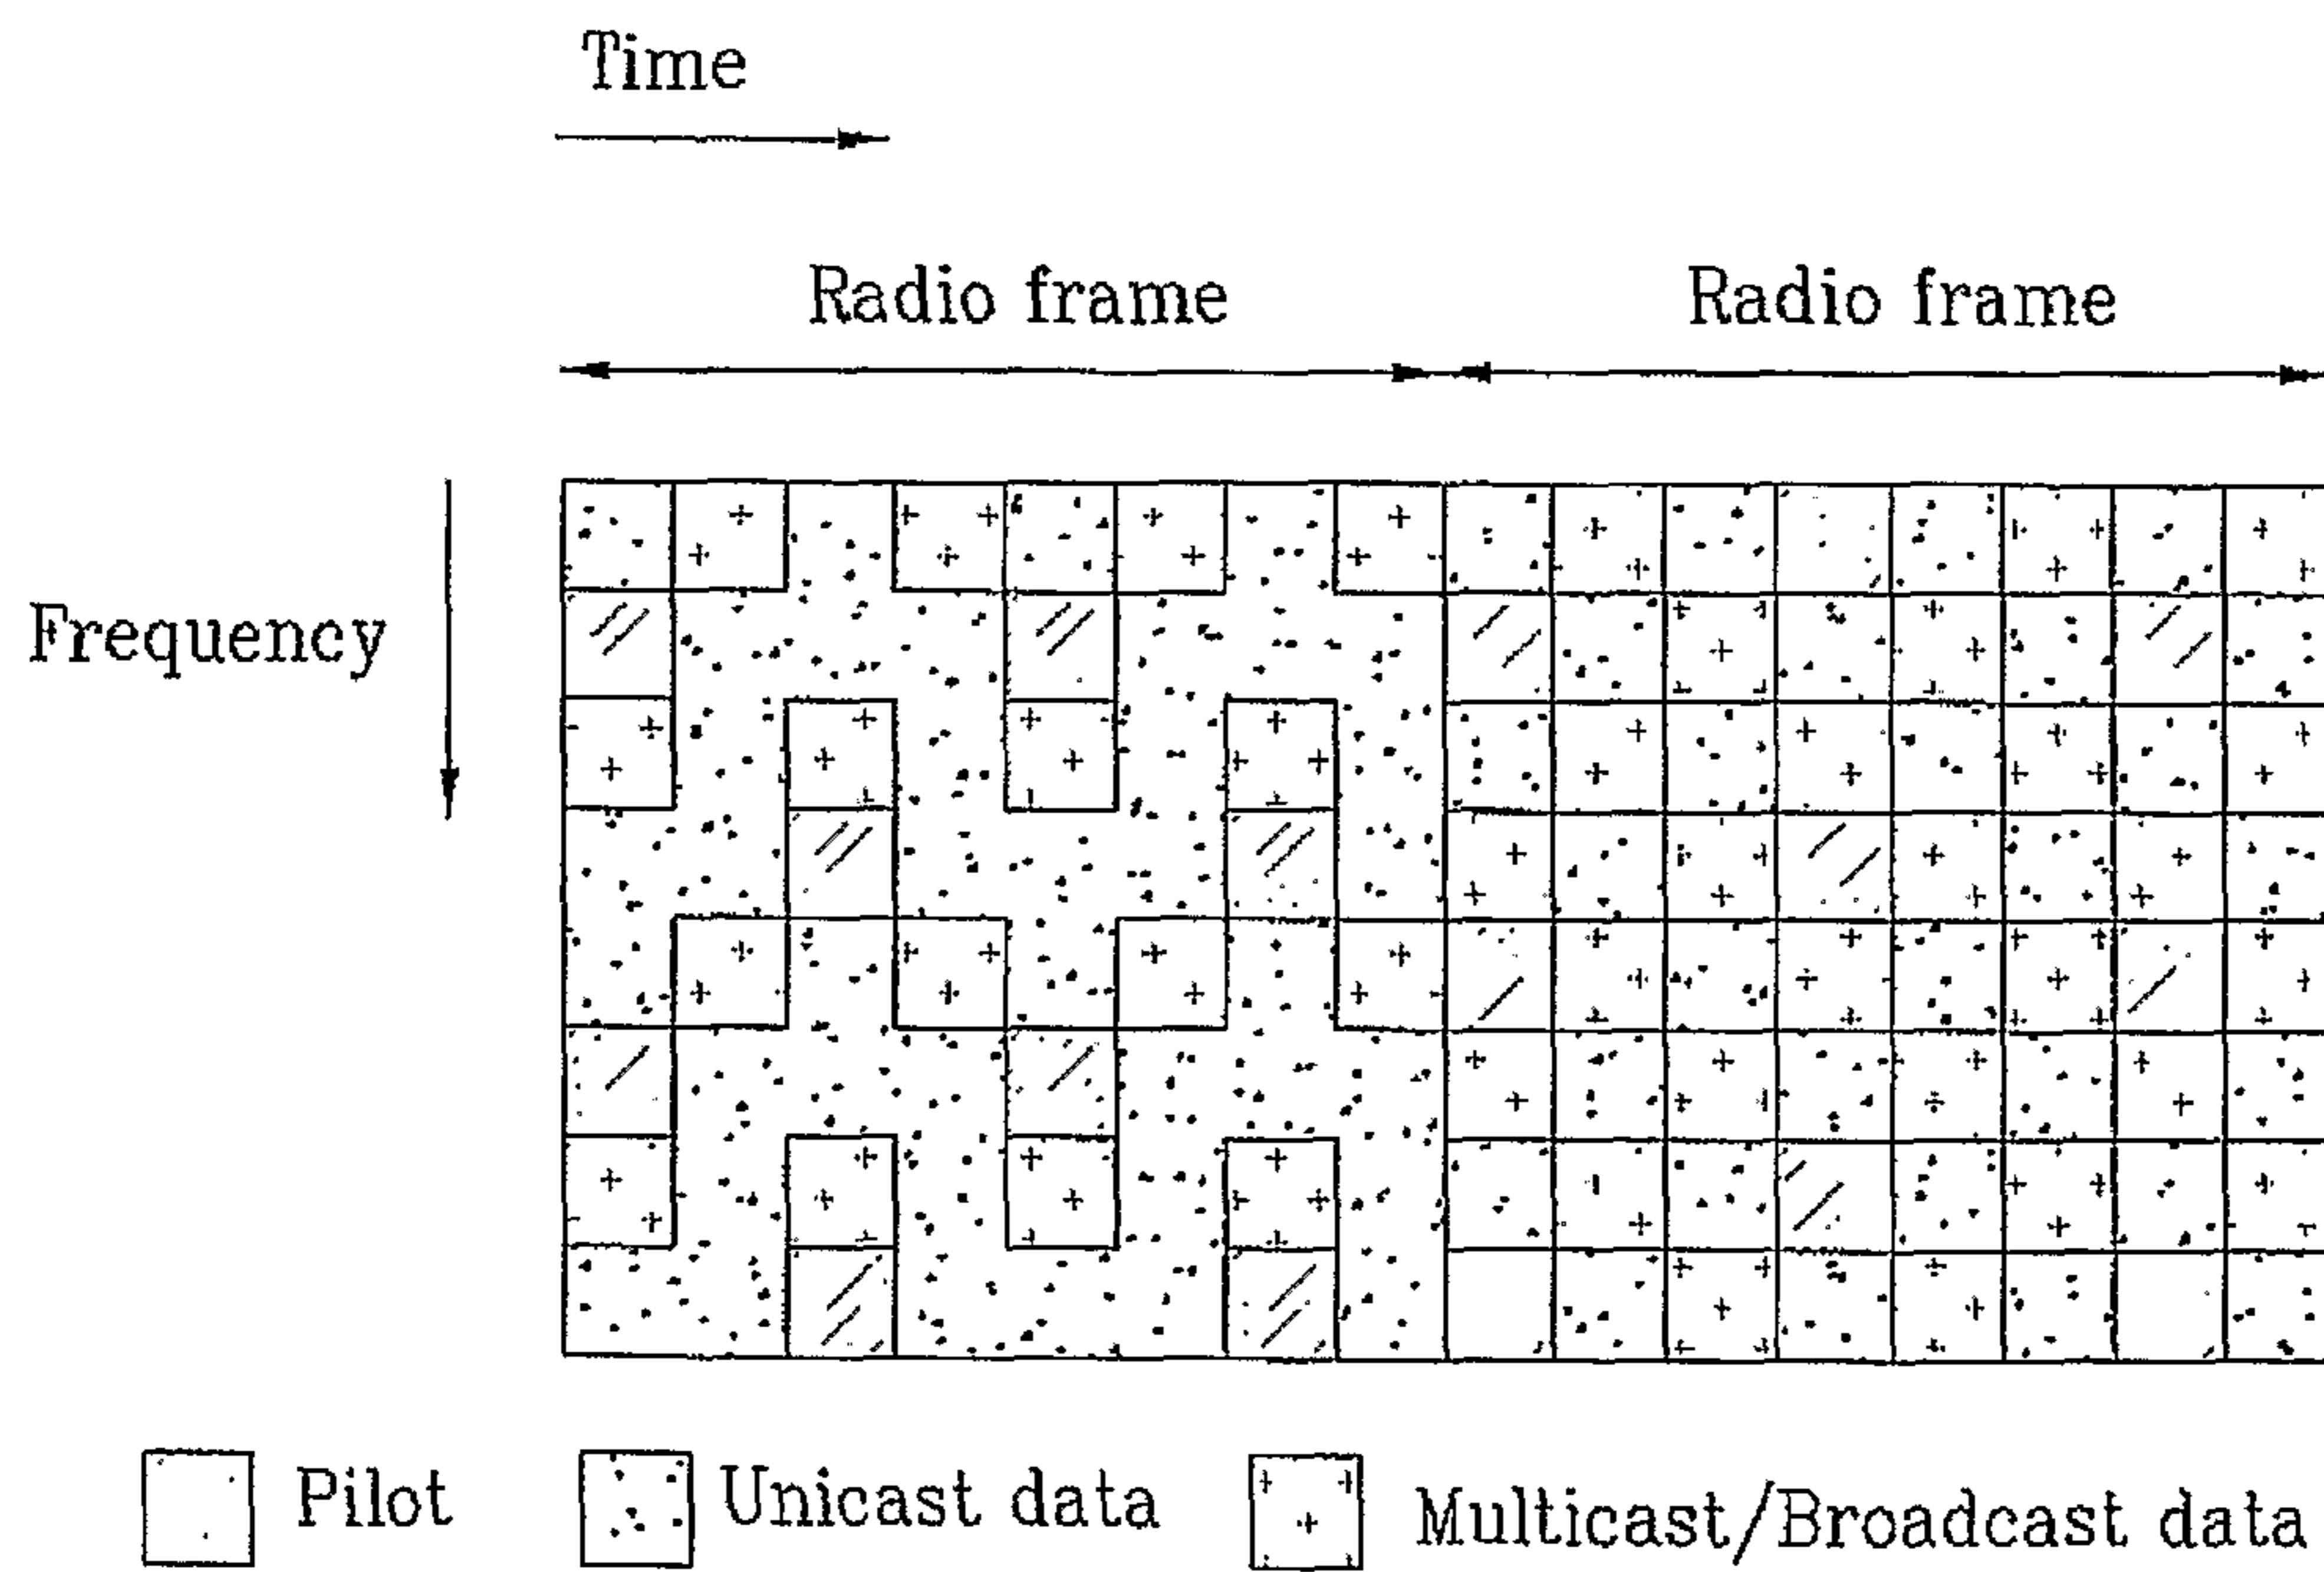 Time
Radio frame Radio frame
Frequency
Pilot Unicast data Multicast/Broadcast data